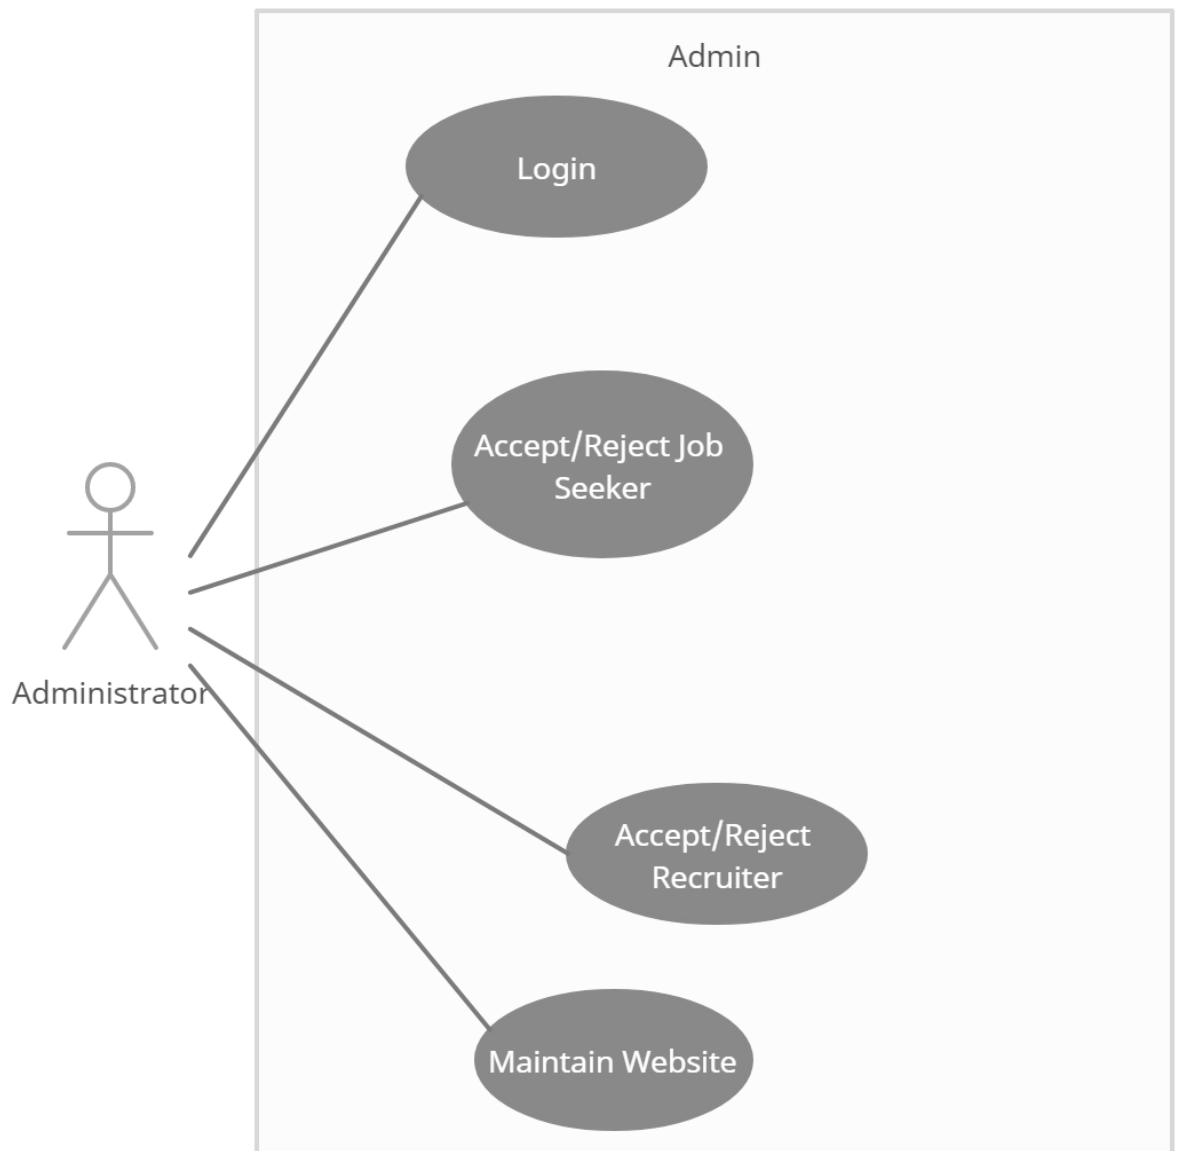 Admin
Login
Accept/Reject Job
Seeker
Administrator
Accept/Reject
Recruiter
Maintain Website